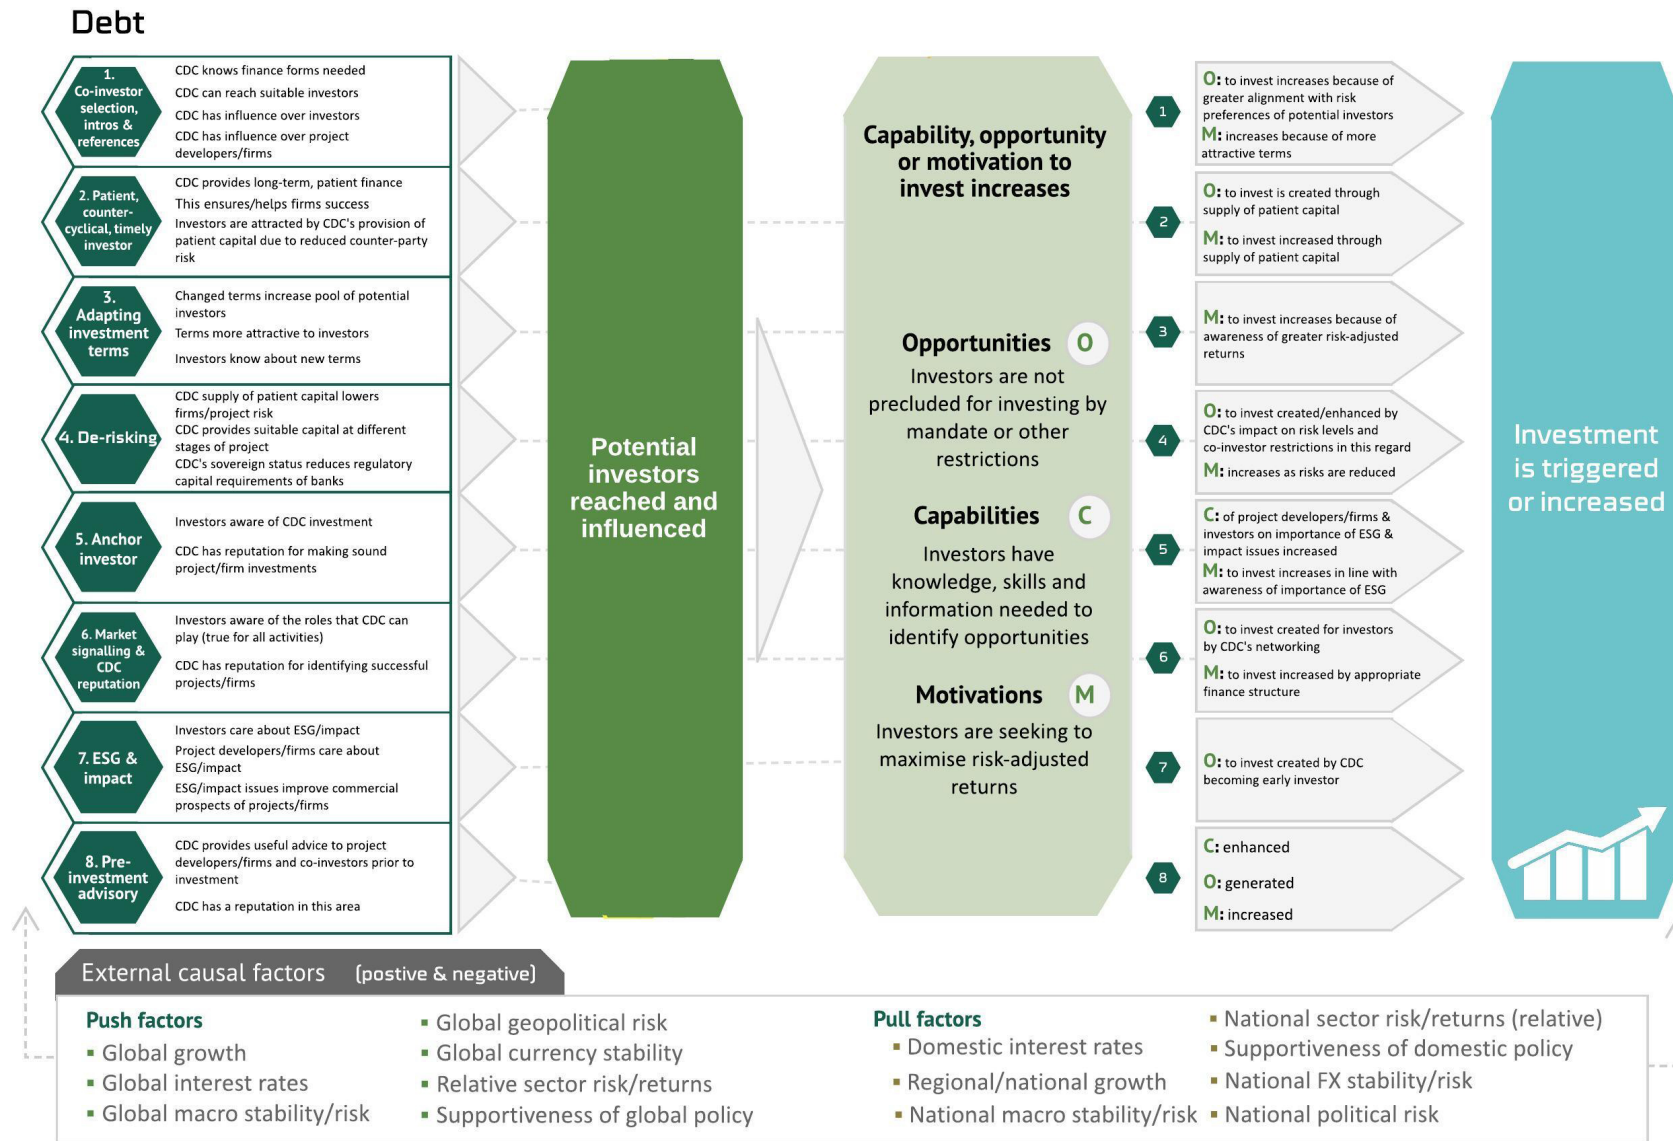 Debt
1.
Co-investor
selection,
intros &
references
CDC knows finance forms needed
CDC can reach suitable investors
CDC has influence over investors
CDC has influence over project
developers/firms
2. Patient,
counter-
cyclical, timely
investor
CDC provides long-term, patient finance
This ensures/helps firms success
Investors are attracted by CDC's provision of
patient capital due to reduced counter-party
risk
3.
Adapting
investment
terms
Changed terms increase pool of potential
investors
Terms more attractive to investors
Investors know about new terms
4. De-risking
CDC supply of patient capital lowers
firms/project risk
CDC provides suitable capital at different
stages of project
CDC's sovereign status reduces regulatory
capital requirements of banks
5. Anchor
investor
Investors aware of CDC investment
CDC has reputation for making sound
project/firm investments
6. Market
signalling &
CDC
reputation
Investors aware of the roles that CDC can
play (true for all activities)
CDC has reputation for identifying successful
projects/firms
7. ESG &
impact
Investors care about ESG/impact
Project developers/firms care about
ESG/impact
ESG/impact issues improve commercial
prospects of projects/firms
8. Pre-
investment
advisory
CDC provides useful advice to project
developers/firms and co-investors prior to
investment
CDC has a reputation in this area
Potential
investors
reached and
influenced
Capability, opportunity
or motivation to
invest increases
Opportunities O
Investors are not
precluded for investing by
mandate or other
restrictions
Capabilities C
Investors have
knowledge, skills and
information needed to
identify opportunities
Motivations M
Investors are seeking to
maximise risk-adjusted
returns
1
O: to invest increases because of
greater alignment with risk
preferences of potential investors
M: increases because of more
attractive terms
2
O: to invest is created through
supply of patient capital
M: to invest increased through
supply of patient capital
3
M: to invest increases because of
awareness of greater risk-adjusted
returns
4
O: to invest created/enhanced by
CDC's impact on risk levels and
co-investor restrictions in this regard
M: increases as risks are reduced
5
C: of project developers/firms &
investors on importance of ESG &
impact issues increased
M: to invest increases in line with
awareness of importance of ESG
6
O: to invest created for investors
by CDC's networking
M: to invest increased by appropriate
finance structure
7
O: to invest created by CDC
becoming early investor
8
C: enhanced
O: generated
M: increased
Investment
is triggered
or increased
External causal factors (postive & negative)
Push factors
▪ Global growth
▪ Global interest rates
▪ Global macro stability/risk
▪ Global geopolitical risk
▪ Global currency stability
▪ Relative sector risk/returns
▪ Supportiveness of global policy
Pull factors
▪ Domestic interest rates
▪ Regional/national growth
▪ National macro stability/risk
▪ National sector risk/returns (relative)
▪ Supportiveness of domestic policy
▪ National FX stability/risk
▪ National political risk